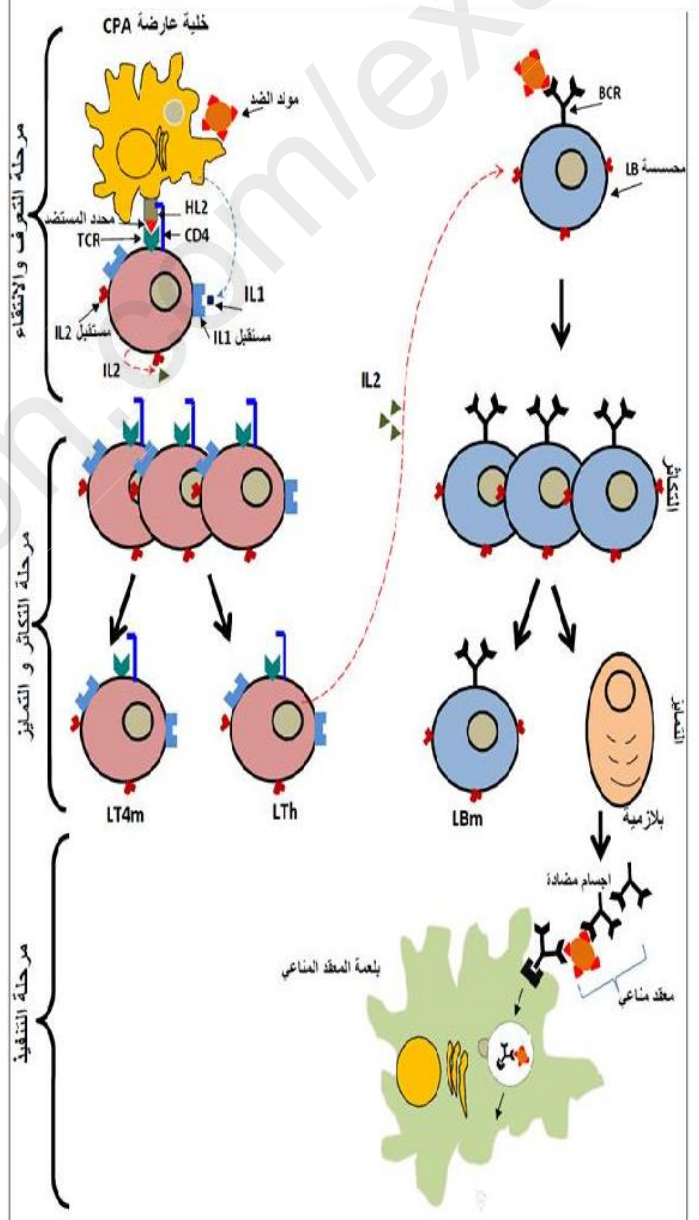 خلية عارضة CPA
مولد الضد
HL2
محدد المستضد
CD4
TCR
IL1
مستقبل IL1
مستقبل IL2
IL2
BCR
LB محسسة
مرحلة التعرف والانتقاء
IL2
التكاثر
مرحلة التكاثر و التمايز
التمايز
LT4m
LTh
LBm
بلازمية
اجسام مضادة
معقد مناعي
بلعمة المعقد المناعي
مرحلة التنفيذ